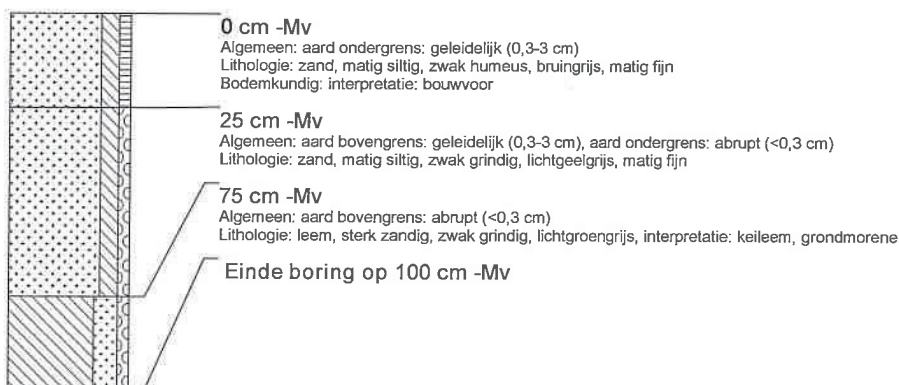 0 cm -Mv
Algemeen: aard ondergrens: geleidelijk (0,3-3 cm)
Lithologie: zand, matig siltig, zwak humeus, bruingrijs, matig fijn
Bodemkundig: interpretatie: bouwvoor
25 cm -Mv
Algemeen: aard bovengrens: geleidelijk (0,3-3 cm), aard ondergrens: abrupt (<0,3 cm)
Lithologie: zand, matig siltig, zwak grindig, lichtgeelgrijs, matig fijn
75 cm -Mv
Algemeen: aard bovengrens: abrupt (<0,3 cm)
Lithologie: leem, sterk zandig, zwak grindig, lichtgroengrijs, interpretatie: keileem, grondmorene
Einde boring op 100 cm -Mv